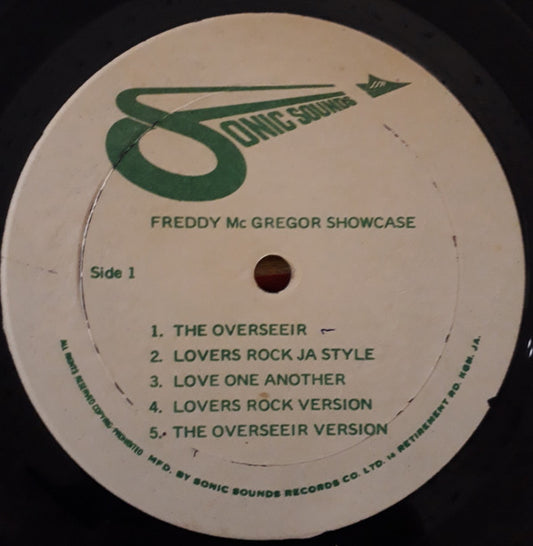 SONIC SOUNDS
FREDDY Mc GREGOR SHOWCASE
Side 1
1. THE OVERSEEIR
2. LOVERS ROCK JA STYLE
3. LOVE ONE ANOTHER
4. LOVERS ROCK VERSION
5. THE OVERSEEIR VERSION
ALL RIGHTS RESERVED COPYING PROHIBITED MFD. BY SONIC SOUNDS RECORDS CO. LTD. RETIREMENT RD. KGN. JA.